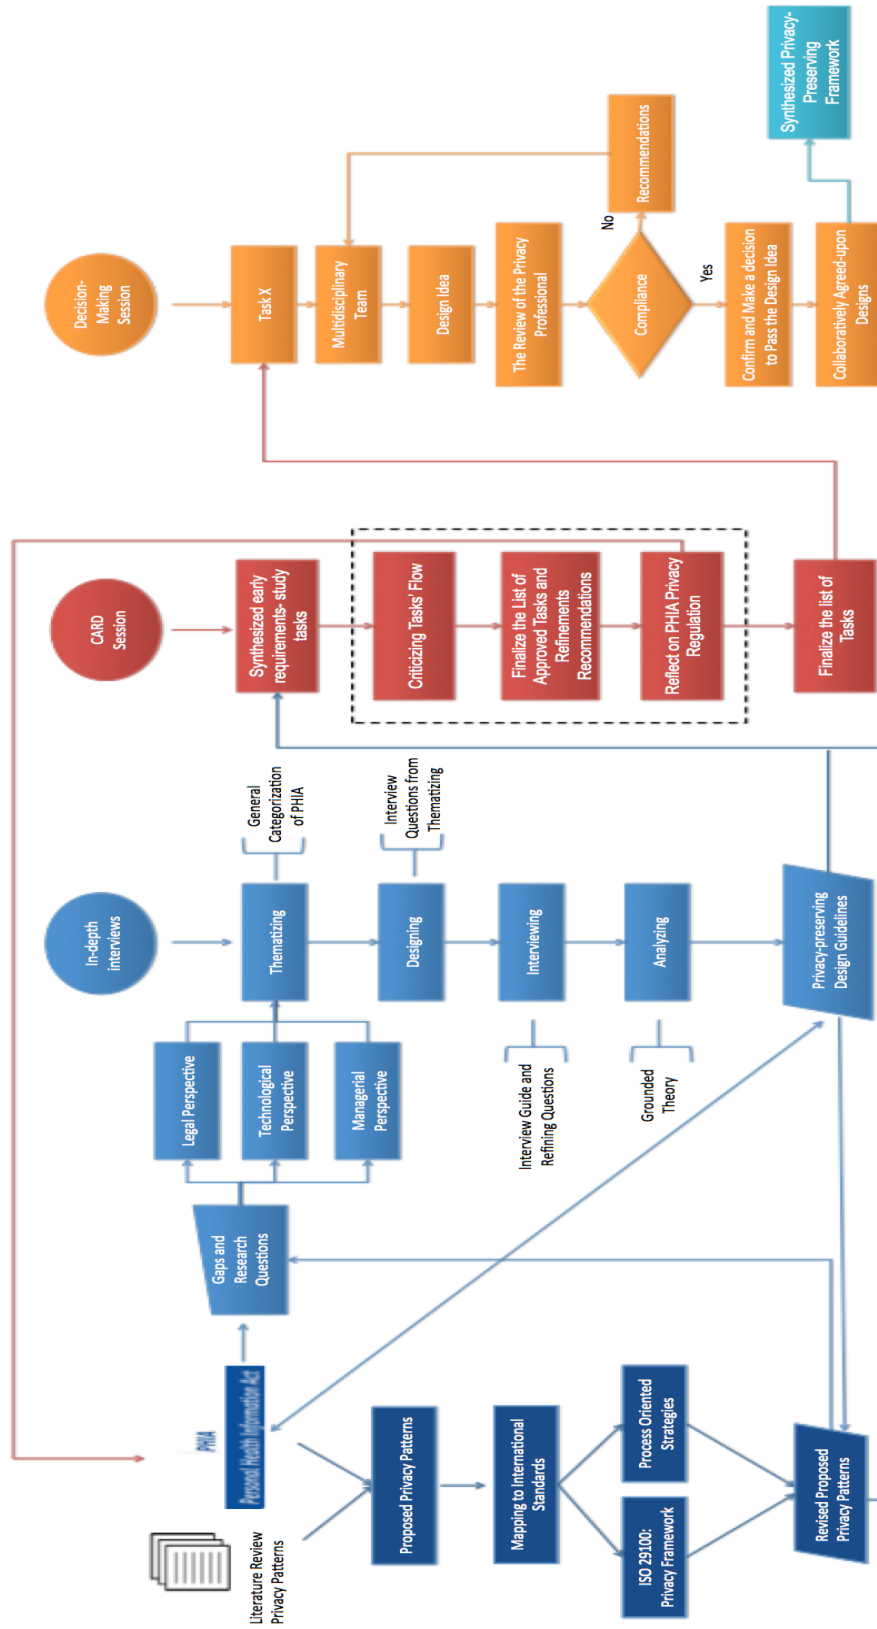 Literature Review
Privacy Patterns
PHIA
Personal Health Information Act
Proposed Privacy Patterns
Mapping to International
Standards
ISO 29100:
Privacy Framework
Process Oriented
Strategies
Revised Proposed
Privacy Patterns
Gaps and
Research
Questions
Legal Perspective
Technological
Perspective
Managerial
Perspective
In-depth
interviews
Thematizing
General
Categorization
of PHIA
Designing
Interview
Questions from
Thematizing
Interviewing
Interview Guide and
Refining Questions
Analyzing
Grounded
Theory
Privacy-preserving
Design Guidelines
CARD
Session
Synthesized early
requirements- study
tasks
Criticizing Tasks' Flow
Finalize the List of
Approved Tasks and
Refinements
Recommendations
Reflect on PHIA Privacy
Regulation
Finalize the list of
Tasks
Decision-
Making
Session
Task X
Multidisciplinary
Team
Design Idea
The Review of the Privacy
Professional
Compliance
No
Recommendations
Yes
Confirm and Make a decision
to Pass the Design Idea
Collaboratively Agreed-upon
Designs
Synthesized Privacy-
Preserving
Framework